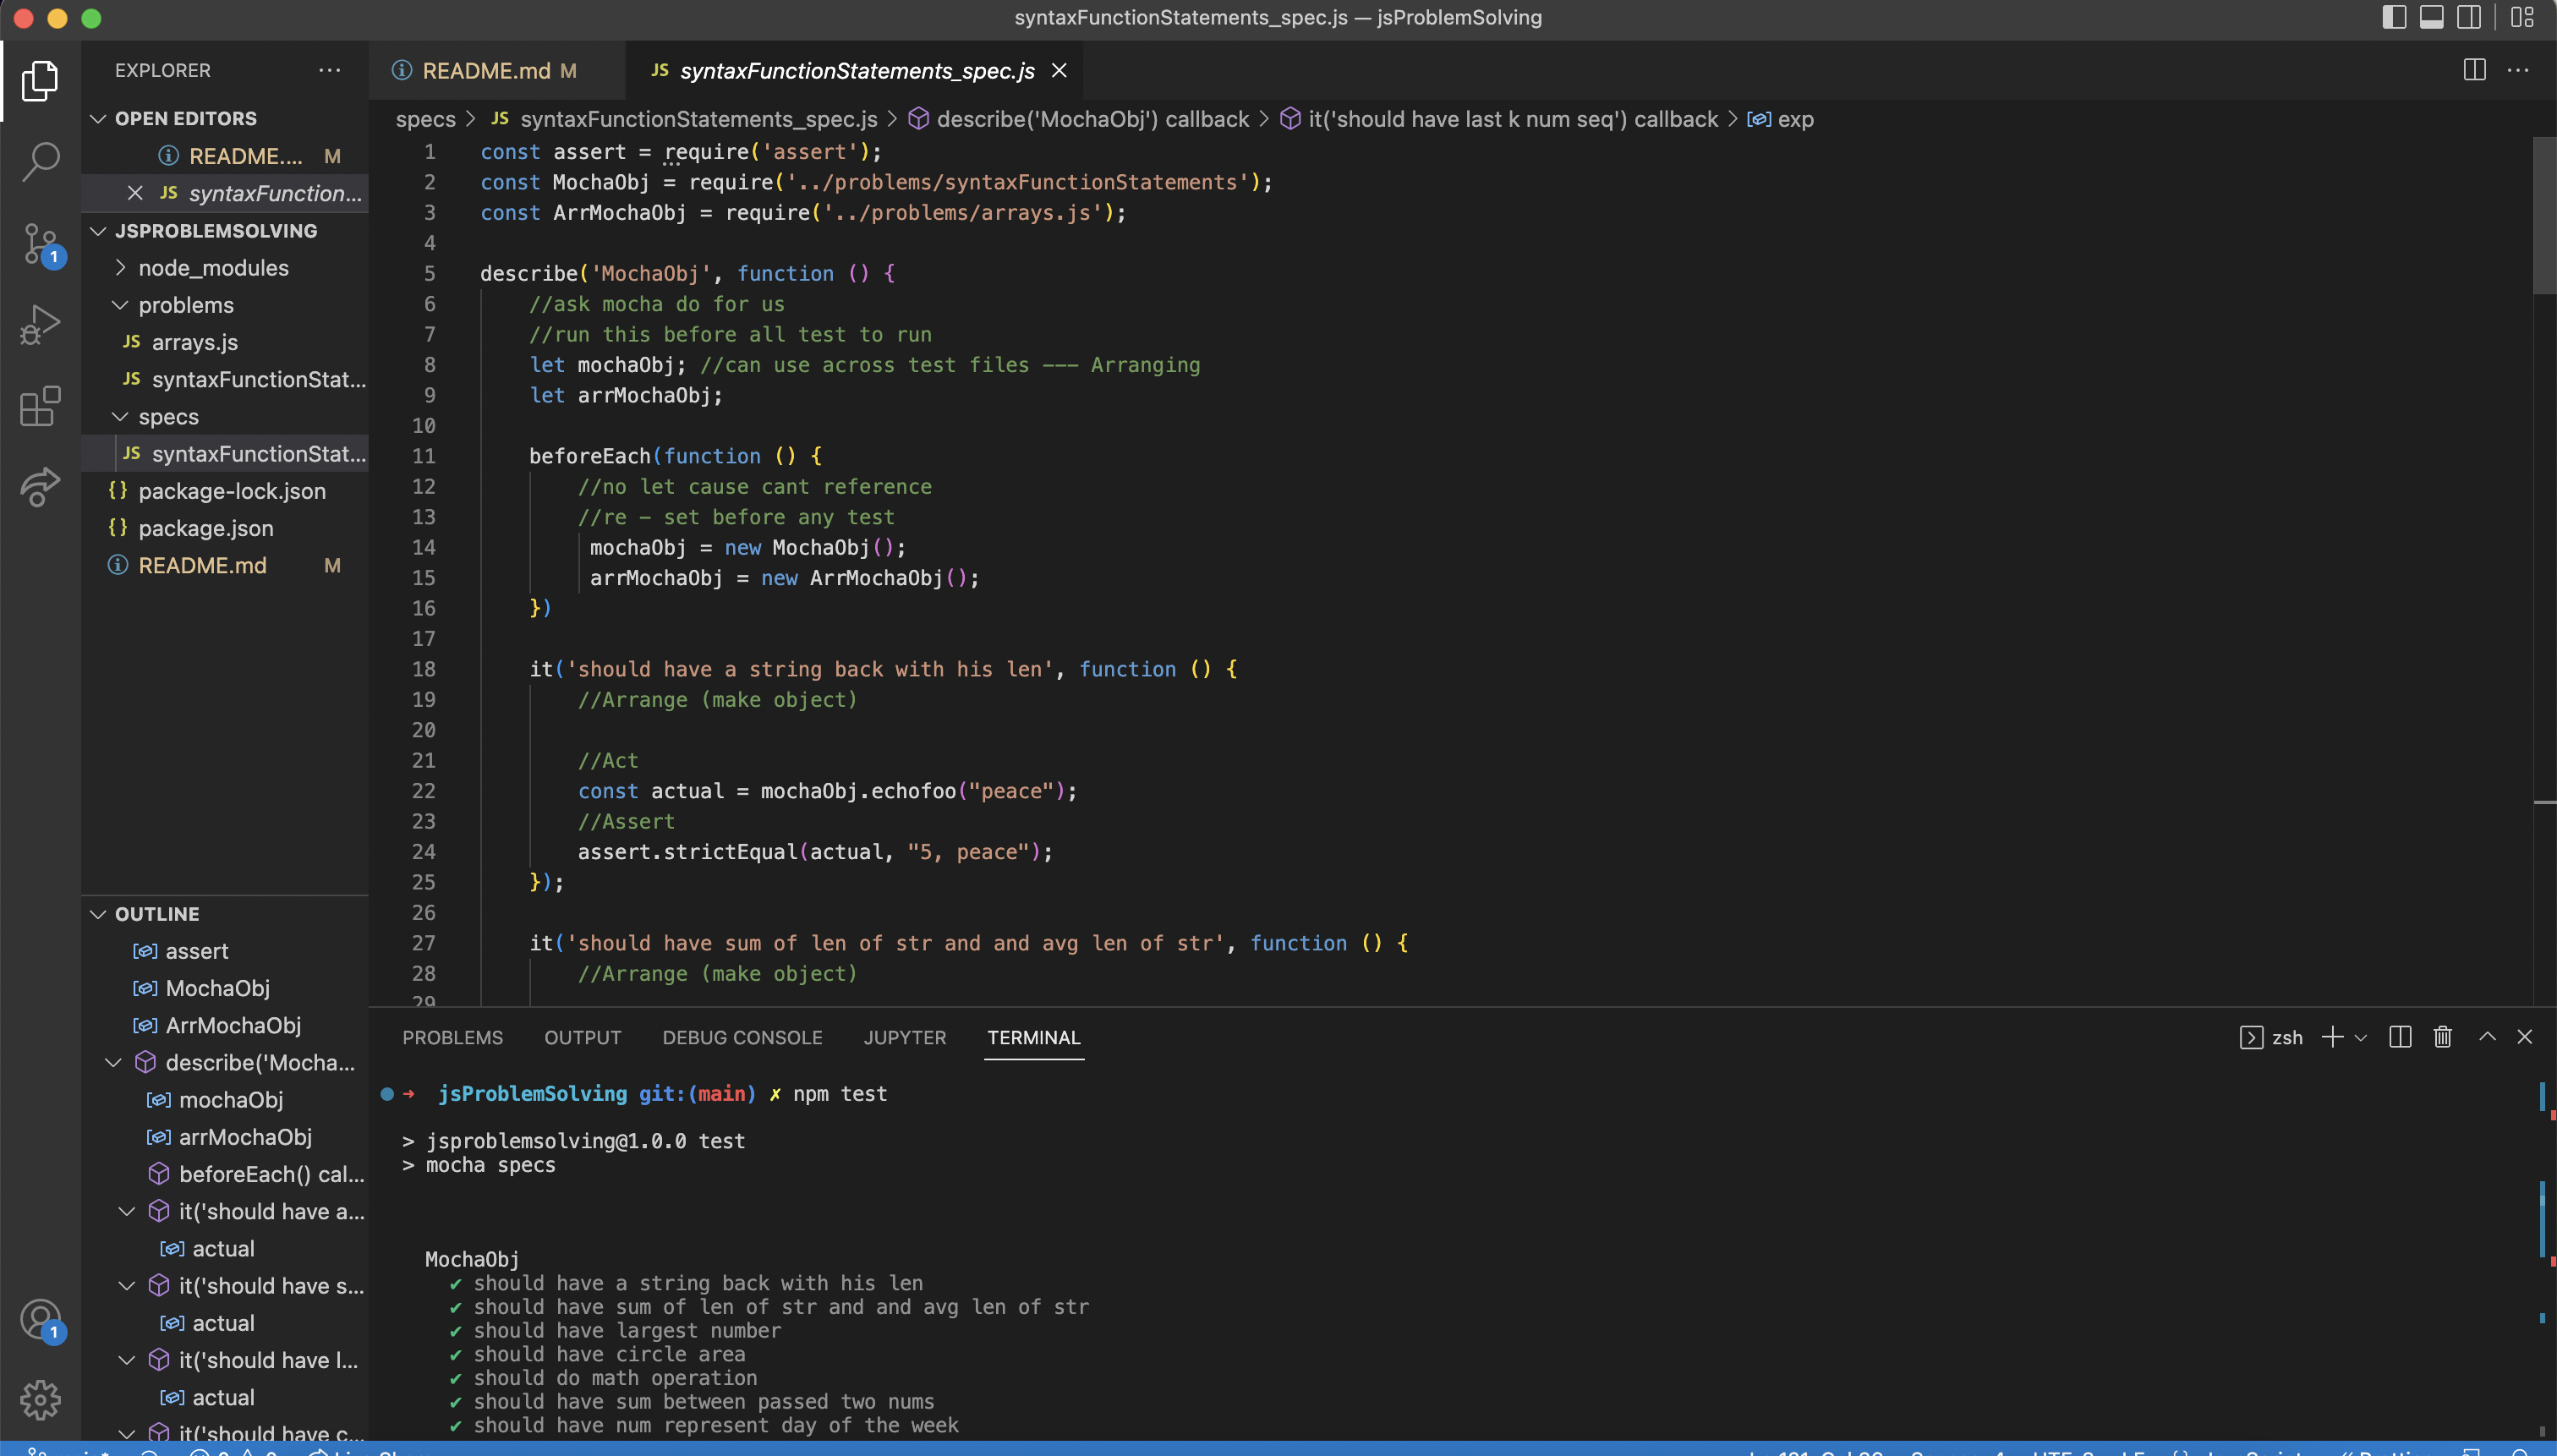 syntaxFunctionStatements_spec.js — jsProblemSolving
EXPLORER
OPEN EDITORS
README.... M
JS syntaxFunction...
JSPROBLEMSOLVING
node_modules
problems
JS arrays.js
JS syntaxFunctionStat...
specs
JS syntaxFunctionStat...
{} package-lock.json
{} package.json
README.md M
1
1
OUTLINE
assert
MochaObj
ArrMochaObj
describe('Mocha...
mochaObj
arrMochaObj
beforeEach() cal...
it('should have a...
actual
it('should have s...
actual
it('should have l...
actual
it('should have c...
README.md M
JS syntaxFunctionStatements_spec.js
specs > JS syntaxFunctionStatements_spec.js > describe('MochaObj') callback > it('should have last k num seq') callback > exp
1 const assert = require('assert');
2 const MochaObj = require('../problems/syntaxFunctionStatements');
3 const ArrMochaObj = require('../problems/arrays.js');
4
5 describe('MochaObj', function () {
6 //ask mocha do for us
7 //run this before all test to run
8 let mochaObj; //can use across test files --- Arranging
9 let arrMochaObj;
10
11 beforeEach(function () {
12 //no let cause cant reference
13 //re - set before any test
14 mochaObj = new MochaObj();
15 arrMochaObj = new ArrMochaObj();
16 })
17
18 it('should have a string back with his len', function () {
19 //Arrange (make object)
20
21 //Act
22 const actual = mochaObj.echofoo("peace");
23 //Assert
24 assert.strictEqual(actual, "5, peace");
25 });
26
27 it('should have sum of len of str and and avg len of str', function () {
28 //Arrange (make object)
29
PROBLEMS OUTPUT DEBUG CONSOLE JUPYTER TERMINAL
zsh
➜ jsProblemSolving git:(main) ✗ npm test
> jsproblemsolving@1.0.0 test
> mocha specs
MochaObj
✔ should have a string back with his len
✔ should have sum of len of str and and avg len of str
✔ should have largest number
✔ should have circle area
✔ should do math operation
✔ should have sum between passed two nums
✔ should have num represent day of the week